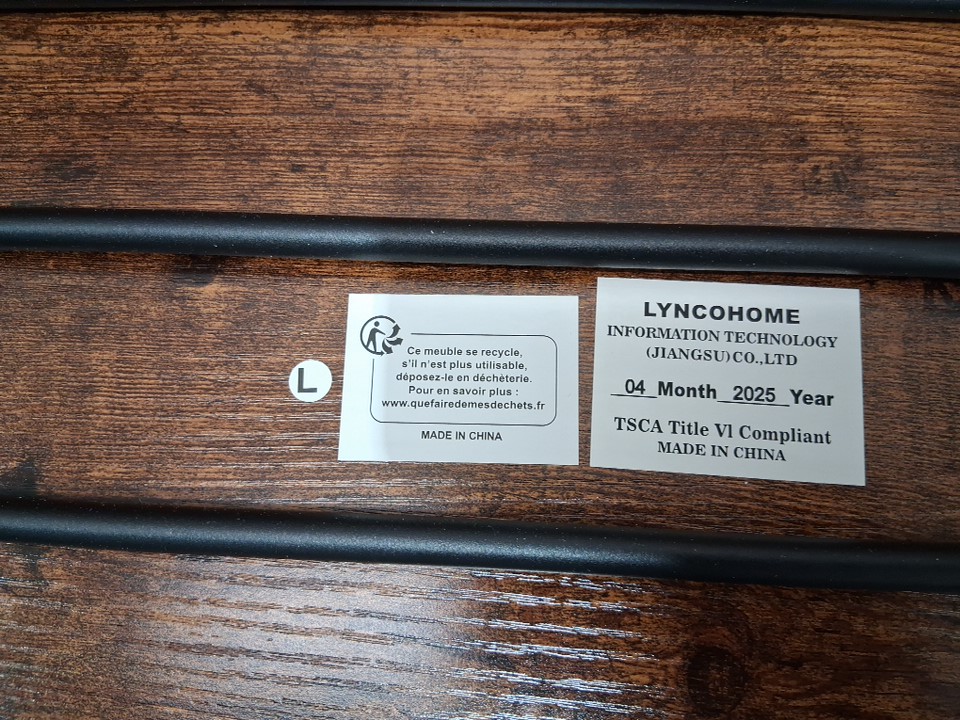 L
Ce meuble se recycle,
s'il n'est plus utilisable,
déposez-le en déchèterie.
Pour en savoir plus :
www.quefairedemesdechets.fr
MADE IN CHINA
LYNCOHOME
INFORMATION TECHNOLOGY
(JIANGSU)CO.,LTD
04 Month 2025 Year
TSCA Title Vl Compliant
MADE IN CHINA